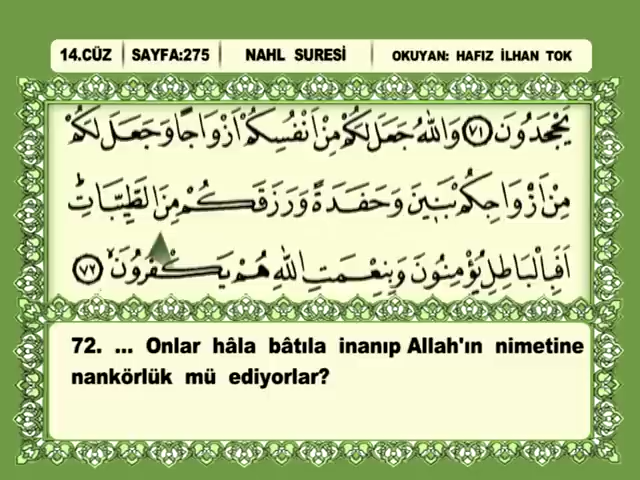 14.CÜZ SAYFA:275 NAHL SURESİ OKUYAN: HAFIZ İLHAN TOK
يَجْحَدُونَ ﴿٧١﴾ وَاللّٰهُ جَعَلَ لَكُمْ مِنْ اَنْفُسِكُمْ اَزْوَاجًا وَجَعَلَ لَكُمْ
مِنْ اَزْوَاجِكُمْ بَنِينَ وَحَفَدَةً وَرَزَقَكُمْ مِنَ الطَّيِّبَاتِۜ
اَفَبِالْبَاطِلِ يُؤْمِنُونَ وَبِنِعْمَتِ اللّٰهِ هُمْ يَكْفُرُونَۙ ﴿٧٢﴾
72. ... Onlar hâla bâtıla inanıp Allah'ın nimetine
nankörlük mü ediyorlar?